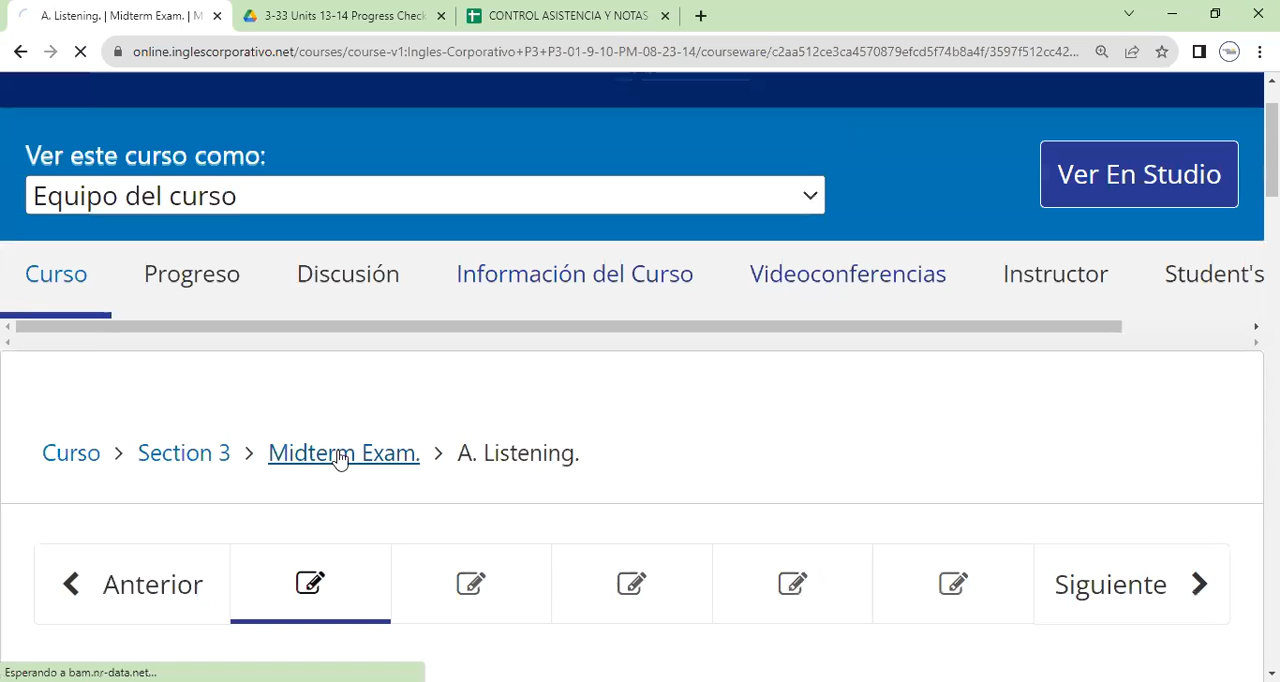 A. Listening. | Midterm Exam. | M
3-33 Units 13-14 Progress Check
CONTROL ASISTENCIA Y NOTAS
online.inglescorporativo.net/courses/course-v1:Ingles-Corporativo+P3+P3-01-9-10-PM-08-23-14/courseware/c2aa512ce3ca4570879efcd5f74b8a4f/3597f512cc42...
Ver este curso como:
Equipo del curso
Ver En Studio
Curso
Progreso
Discusión
Información del Curso
Videoconferencias
Instructor
Student's
Curso > Section 3 > Midterm Exam. > A. Listening.
Anterior
Siguiente
Esperando a bam.nr-data.net...